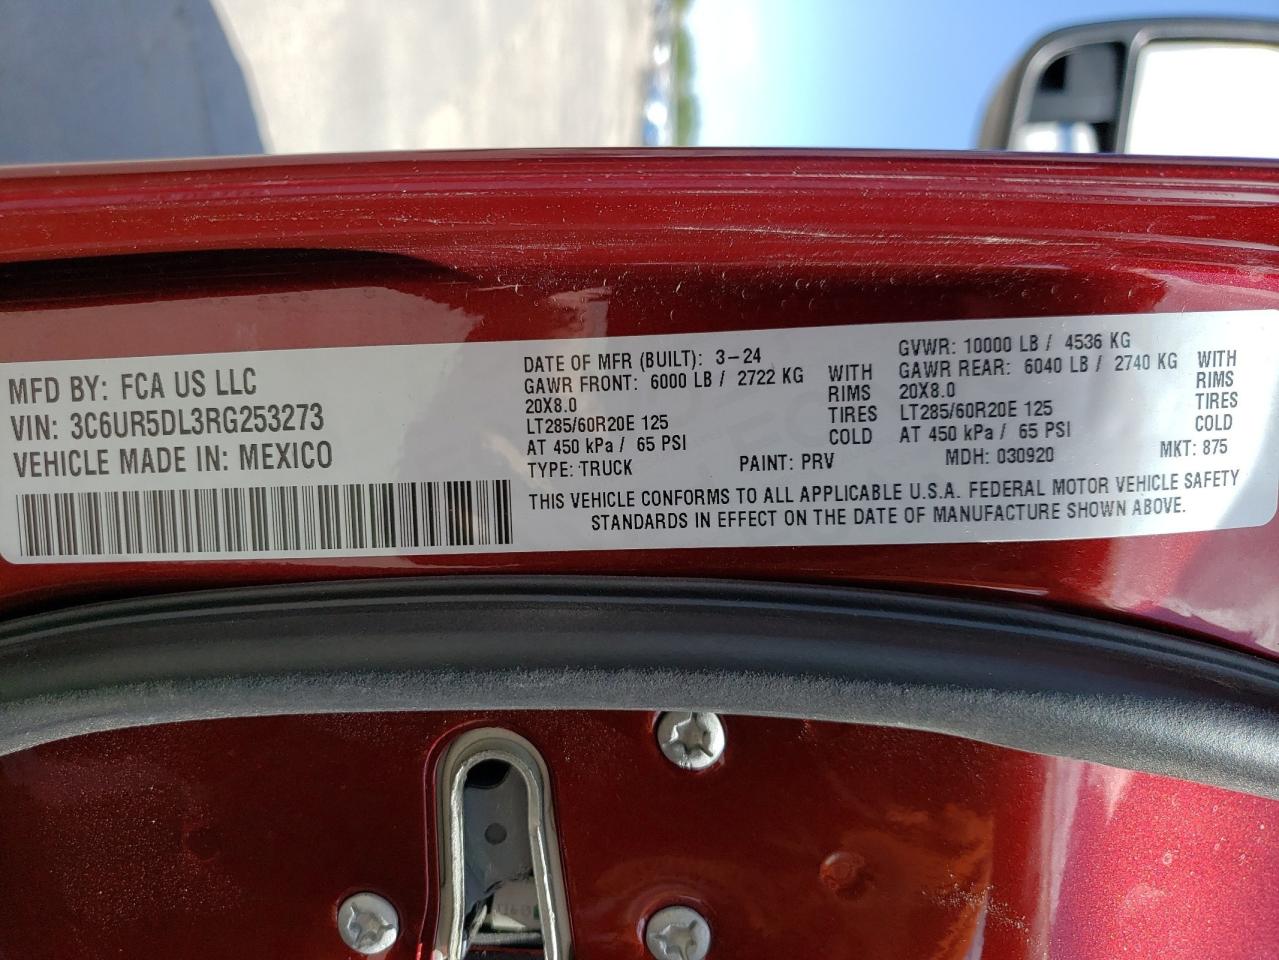 MFD BY: FCA US LLC
VIN: 3C6UR5DL3RG253273
VEHICLE MADE IN: MEXICO
DATE OF MFR (BUILT): 3-24
GAWR FRONT: 6000 LB / 2722 KG WITH
20X8.0 RIMS
LT285/60R20E 125 TIRES
AT 450 kPa / 65 PSI COLD
GVWR: 10000 LB / 4536 KG
GAWR REAR: 6040 LB / 2740 KG WITH
20X8.0 RIMS
LT285/60R20E 125 TIRES
AT 450 kPa / 65 PSI COLD
TYPE: TRUCK PAINT: PRV MDH: 030920 MKT: 875
THIS VEHICLE CONFORMS TO ALL APPLICABLE U.S.A. FEDERAL MOTOR VEHICLE SAFETY
STANDARDS IN EFFECT ON THE DATE OF MANUFACTURE SHOWN ABOVE.